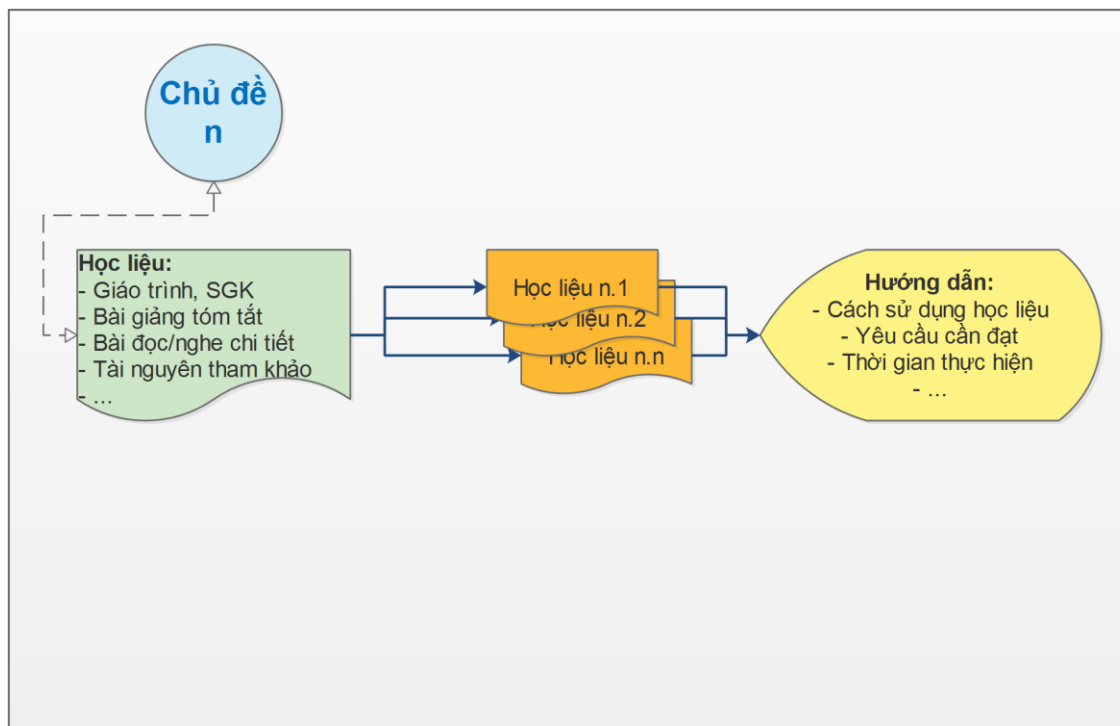 Chủ đề
n
Học liệu:
- Giáo trình, SGK
- Bài giảng tóm tắt
- Bài đọc/nghe chi tiết
- Tài nguyên tham khảo
- ...
Học liệu n.1
Học liệu n.2
Học liệu n.n
Hướng dẫn:
- Cách sử dụng học liệu
- Yêu cầu cần đạt
- Thời gian thực hiện
- ...